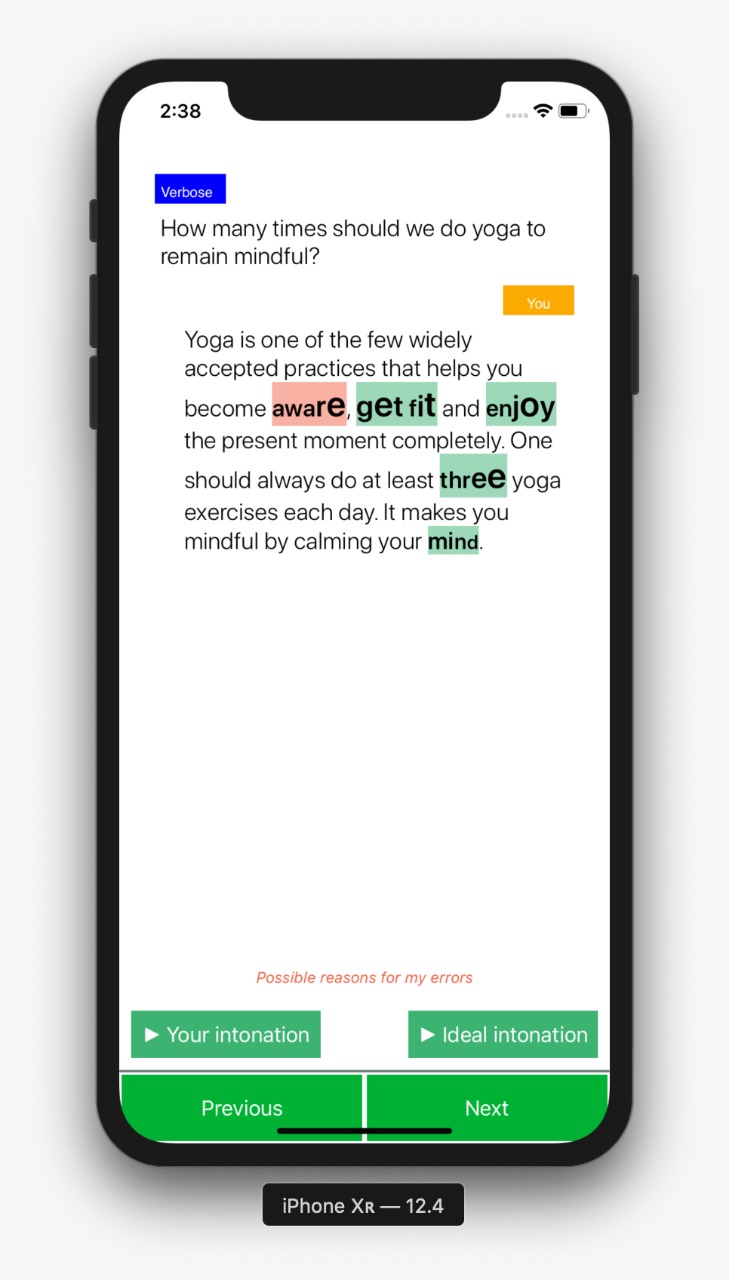 2:38
Verbose
How many times should we do yoga to
remain mindful?
You
Yoga is one of the few widely
accepted practices that helps you
become aware, get fit and enjoy
the present moment completely. One
should always do at least three yoga
exercises each day. It makes you
mindful by calming your mind.
Possible reasons for my errors
▶ Your intonation ▶ Ideal intonation
Previous Next
iPhone Xʀ — 12.4